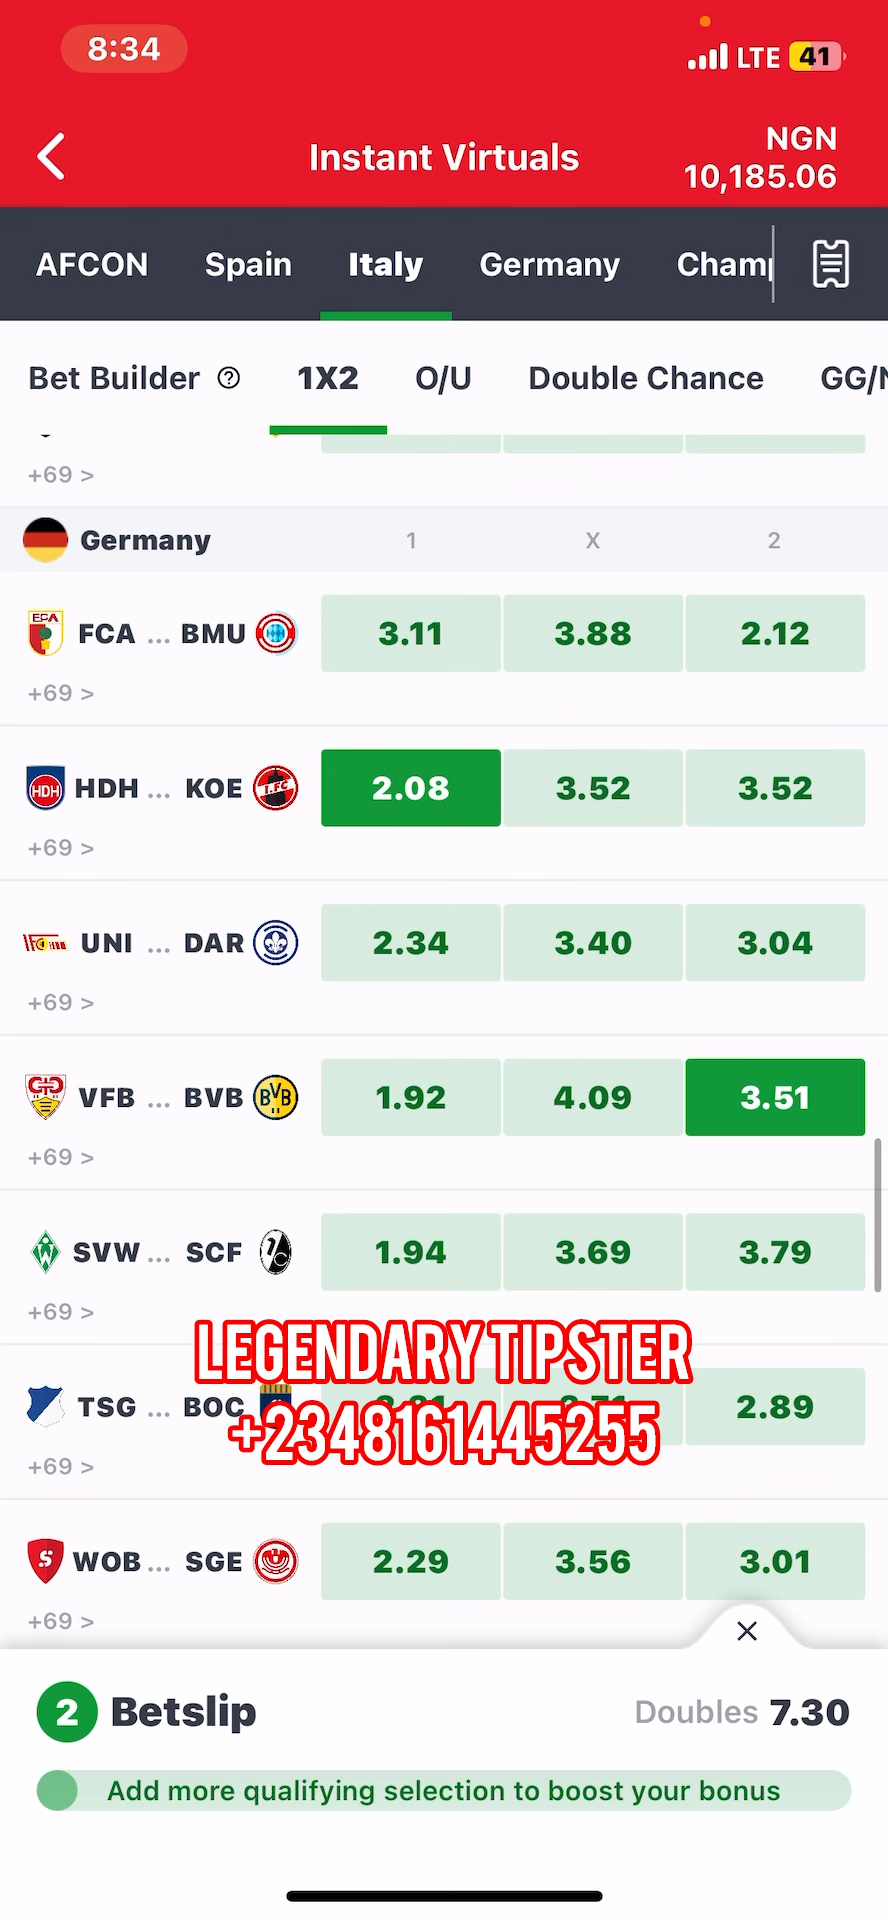 8:34
LTE 41
Instant Virtuals
NGN
10,185.06
AFCON Spain Italy Germany Cham
Bet Builder ? 1X2 O/U Double Chance GG/N
+69 >
Germany 1 X 2
FCA ... BMU 3.11 3.88 2.12
+69 >
HDH ... KOE 2.08 3.52 3.52
+69 >
UNI ... DAR 2.34 3.40 3.04
+69 >
VFB ... BVB 1.92 4.09 3.51
+69 >
SVW ... SCF 1.94 3.69 3.79
+69 >
LEGENDARY TIPSTER
TSG ... BOC 2.89
+2348161445255
+69 >
WOB ... SGE 2.29 3.56 3.01
+69 >
2 Betslip Doubles 7.30
Add more qualifying selection to boost your bonus